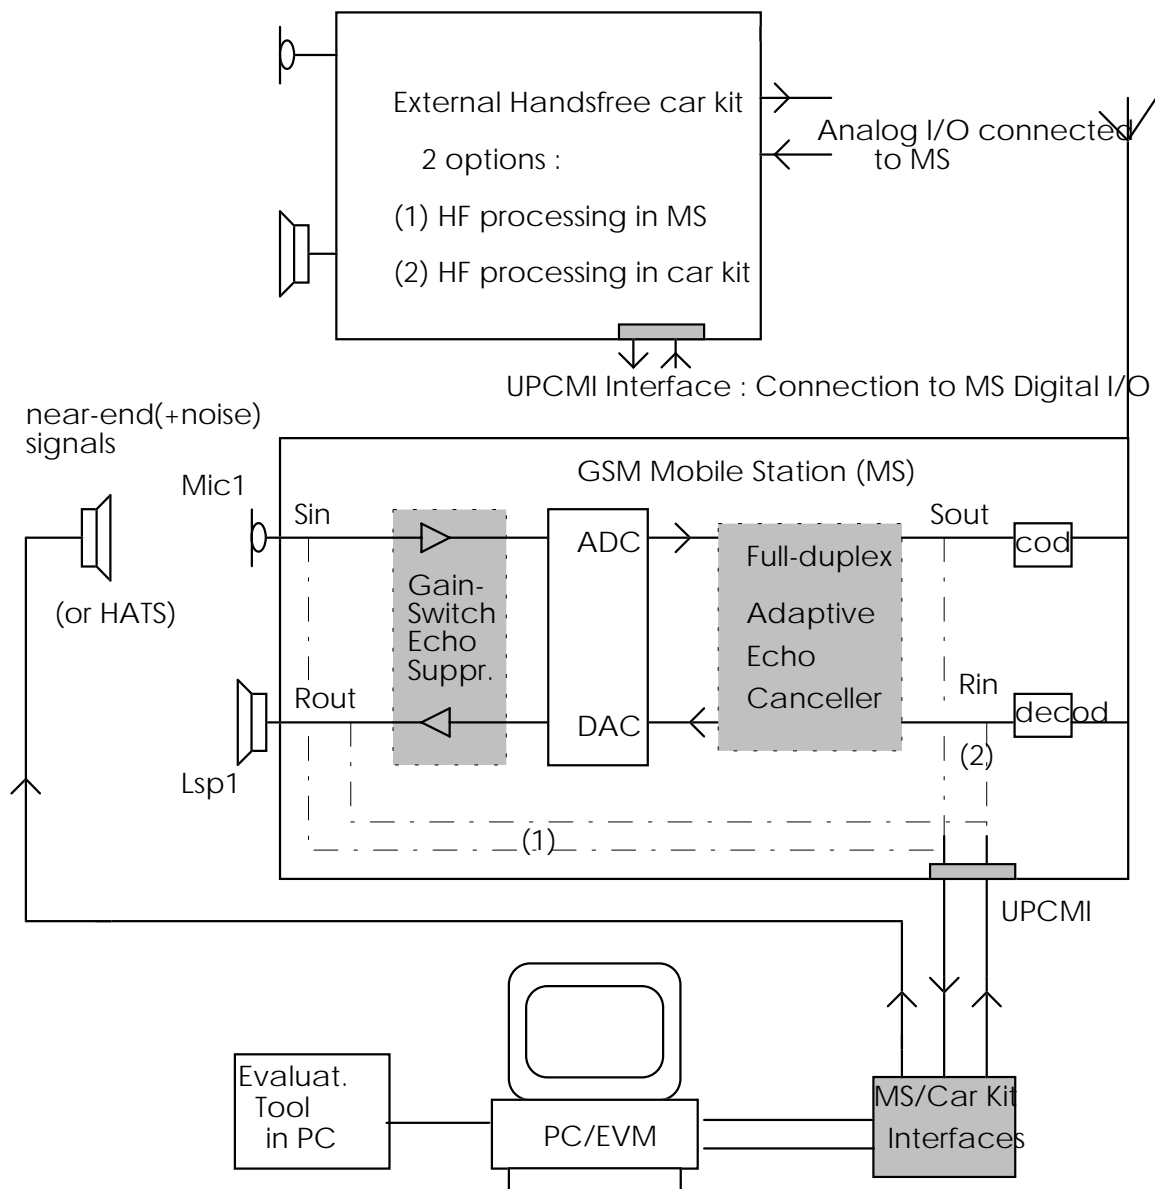 External Handsfree car kit
2 options :
(1) HF processing in MS
(2) HF processing in car kit
Analog I/O connected
to MS
UPCMI Interface : Connection to MS Digital I/O
near-end(+noise)
signals
(or HATS)
GSM Mobile Station (MS)
Mic1
Sin
Gain-
Switch
Echo
Suppr.
ADC
DAC
Full-duplex
Adaptive
Echo
Canceller
Sout
cod
Rin
decod
Rout
Lsp1
(2)
(1)
UPCMI
Evaluat.
Tool
in PC
PC/EVM
MS/Car Kit
Interfaces